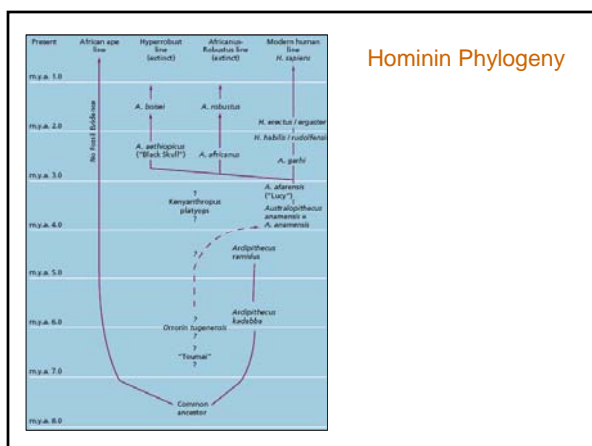 Hominin Phylogeny
Present
African ape
line
Hyperrobust
line
(extinct)
Africanus-
Robustus line
(extinct)
Modern human
line
H. sapiens
m.y.a. 1.0
A. boisei
A. robustus
No Fossil Evidence
H. erectus / ergaster
m.y.a. 2.0
H. habilis / rudolfensis
A. aethiopicus
("Black Skull")
A. africanus
A. garhi
m.y.a. 3.0
?
Kenyanthropus
platyops
?
A. afarensis
("Lucy")
Australopithecus
anamensis =
A. anamensis
m.y.a. 4.0
?
Ardipithecus
ramidus
m.y.a. 5.0
Ardipithecus
kadabba
m.y.a. 6.0
?
Orrorin tugenensis
?
?
"Toumai"
?
m.y.a. 7.0
Common
ancestor
m.y.a. 8.0